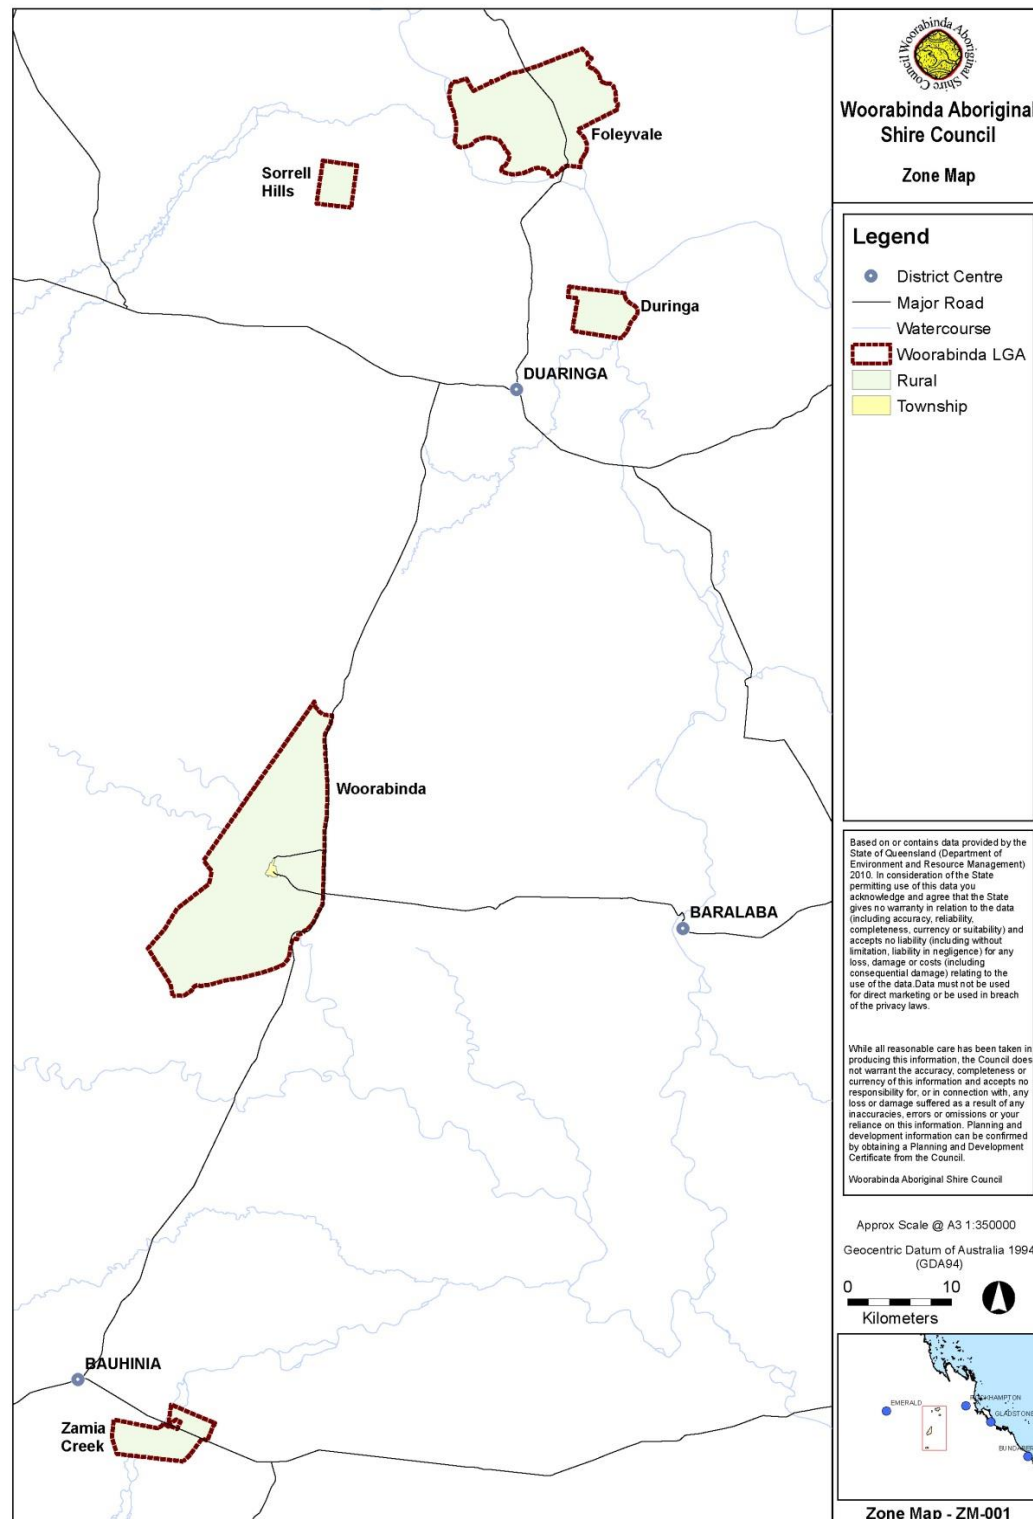 Woorabinda Aboriginal Shire Council
Woorabinda Aboriginal
Shire Council
Zone Map
Legend
District Centre
Major Road
Watercourse
Woorabinda LGA
Rural
Township
Foleyvale
Sorrell
Hills
Duringa
DUARINGA
Woorabinda
BARALABA
BAUHINIA
Zamia
Creek
Based on or contains data provided by the
State of Queensland (Department of
Environment and Resource Management)
2010. In consideration of the State
permitting use of this data you
acknowledge and agree that the State
gives no warranty in relation to the data
(including accuracy, reliability,
completeness, currency or suitability) and
accepts no liability (including without
limitation, liability in negligence) for any
loss, damage or costs (including
consequential damage) relating to the
use of the data.Data must not be used
for direct marketing or be used in breach
of the privacy laws.
While all reasonable care has been taken in
producing this information, the Council does
not warrant the accuracy, completeness or
currency of this information and accepts no
responsibility for, or in connection with, any
loss or damage suffered as a result of any
inaccuracies, errors or omissions or your
reliance on this information. Planning and
development information can be confirmed
by obtaining a Planning and Development
Certificate from the Council.
Woorabinda Aboriginal Shire Council
Approx Scale @ A3 1:350000
Geocentric Datum of Australia 1994
(GDA94)
0 10
Kilometers
EMERALD
GLADSTONE
Zone Map - ZM-001